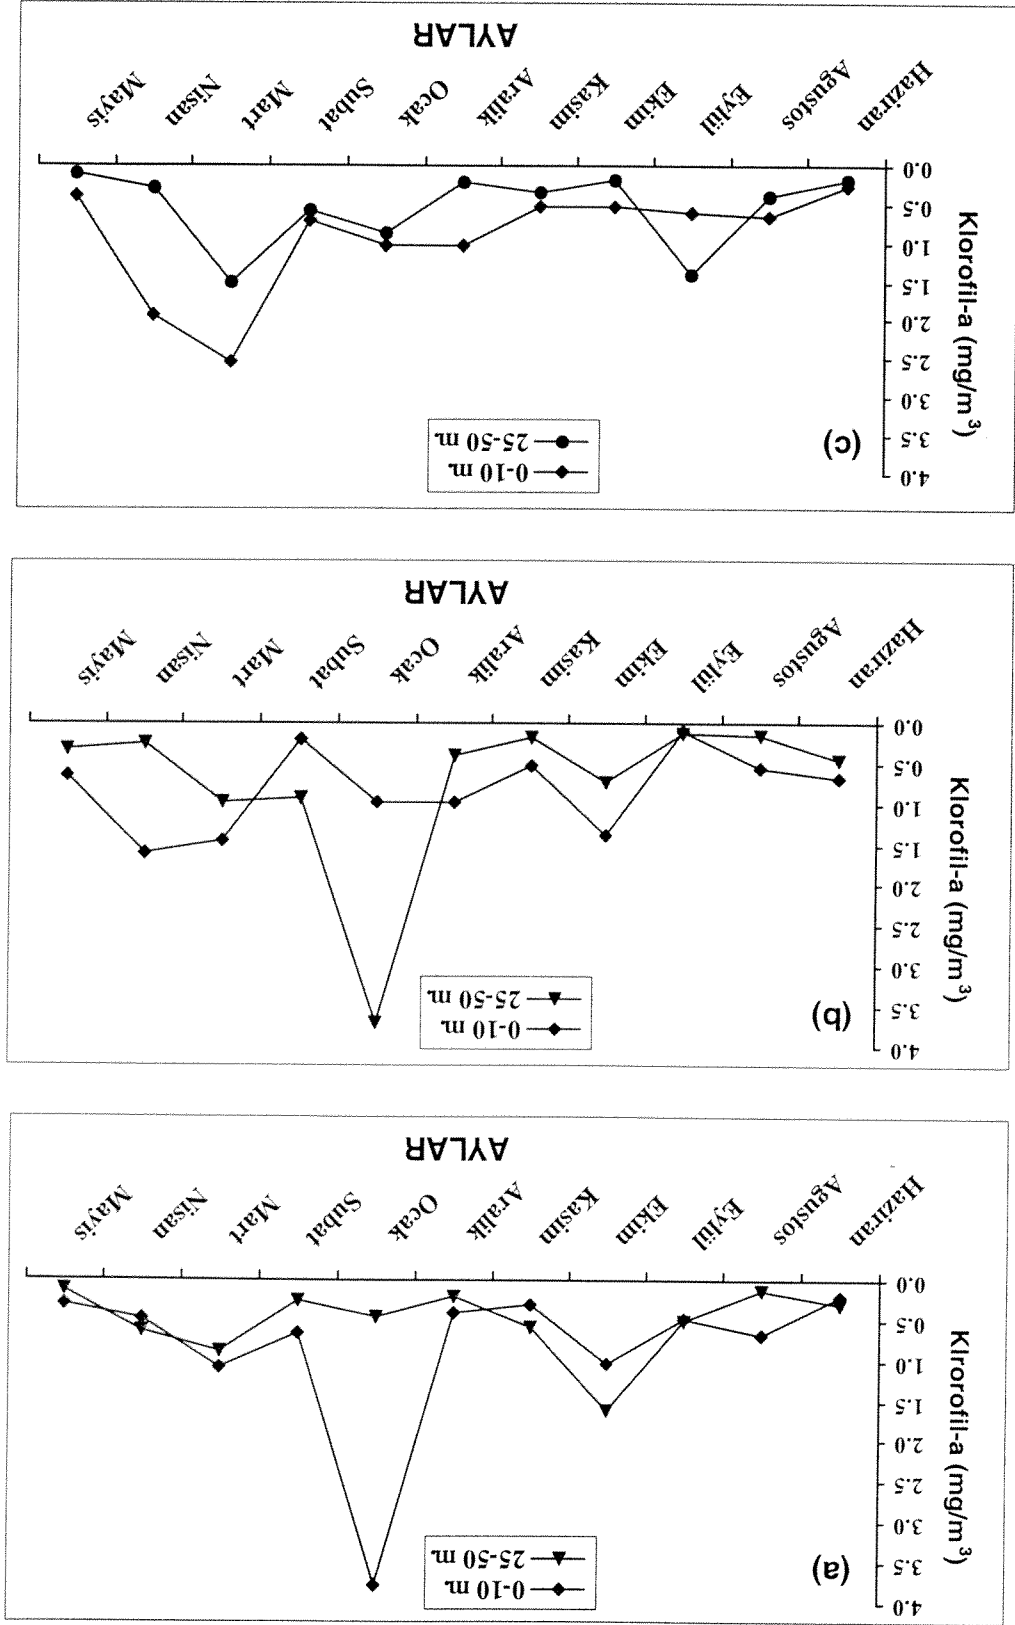 (a)
0-10 m.
25-50 m.
Klrorofil-a (mg/m³)
4.0
3.5
3.0
2.5
2.0
1.5
1.0
0.5
0.0
Haziran
Agustos
Eylül
Ekim
Kasim
Aralik
Ocak
Subat
Mart
Nisan
Mayis
AYLAR
(b)
0-10 m.
25-50 m.
Klorofil-a (mg/m³)
4.0
3.5
3.0
2.5
2.0
1.5
1.0
0.5
0.0
Haziran
Agustos
Eylül
Ekim
Kasim
Aralik
Ocak
Subat
Mart
Nisan
Mayis
AYLAR
(c)
0-10 m.
25-50 m.
Klorofil-a (mg/m³)
4.0
3.5
3.0
2.5
2.0
1.5
1.0
0.5
0.0
Haziran
Agustos
Eylül
Ekim
Kasim
Aralik
Ocak
Subat
Mart
Nisan
Mayis
AYLAR